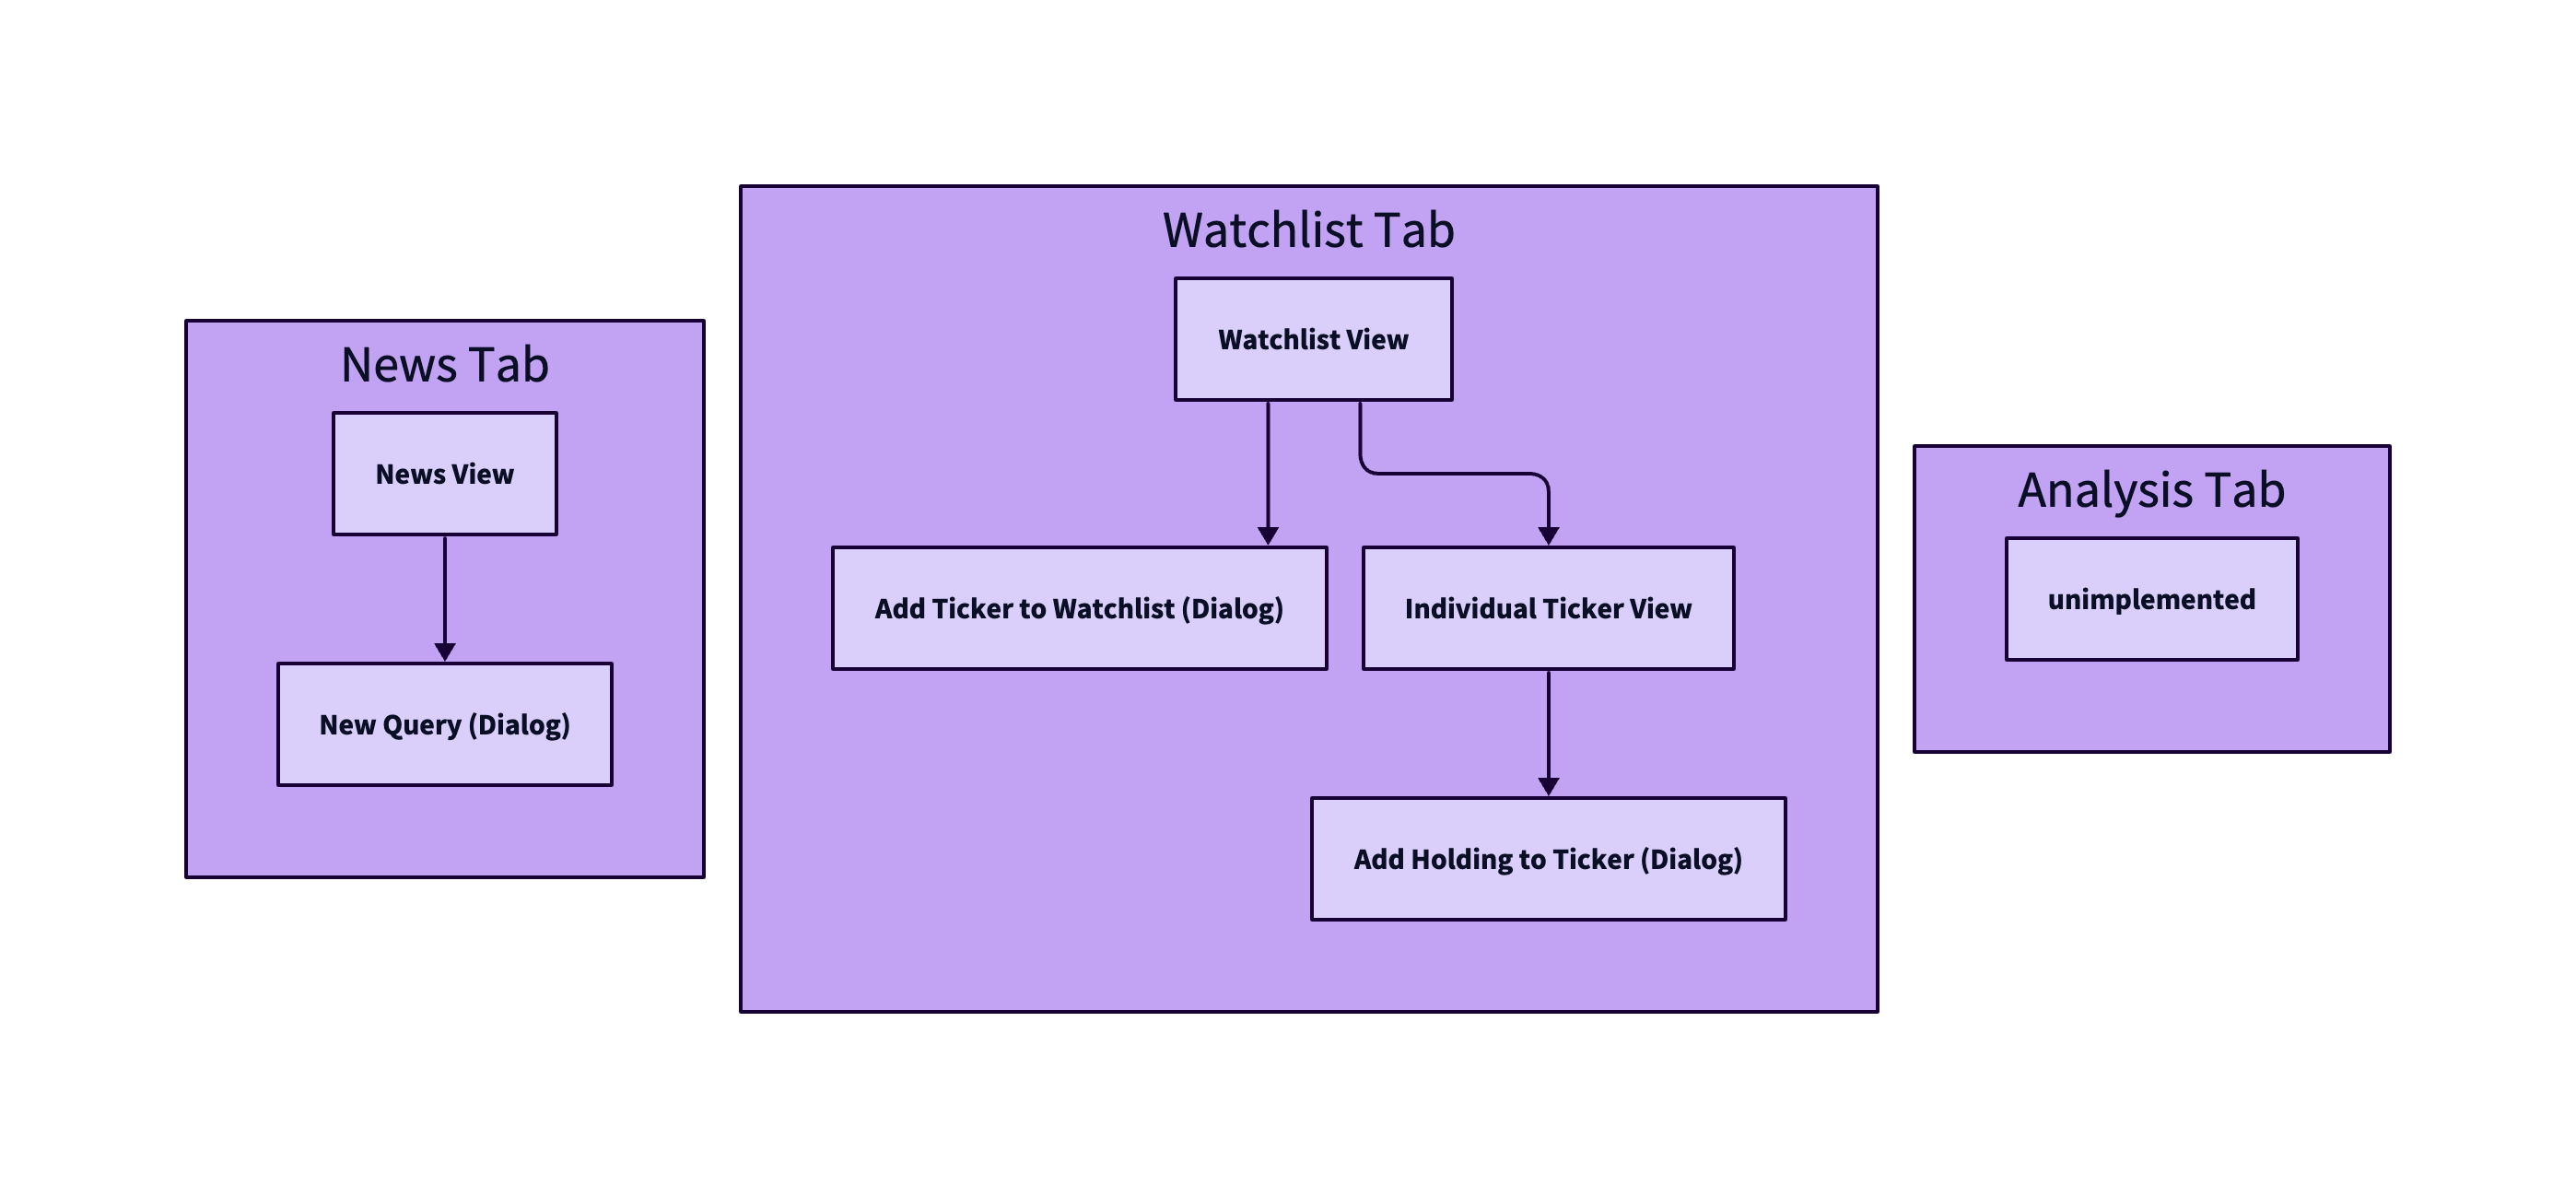 News Tab
News View
New Query (Dialog)
Watchlist Tab
Watchlist View
Add Ticker to Watchlist (Dialog)
Individual Ticker View
Add Holding to Ticker (Dialog)
Analysis Tab
unimplemented